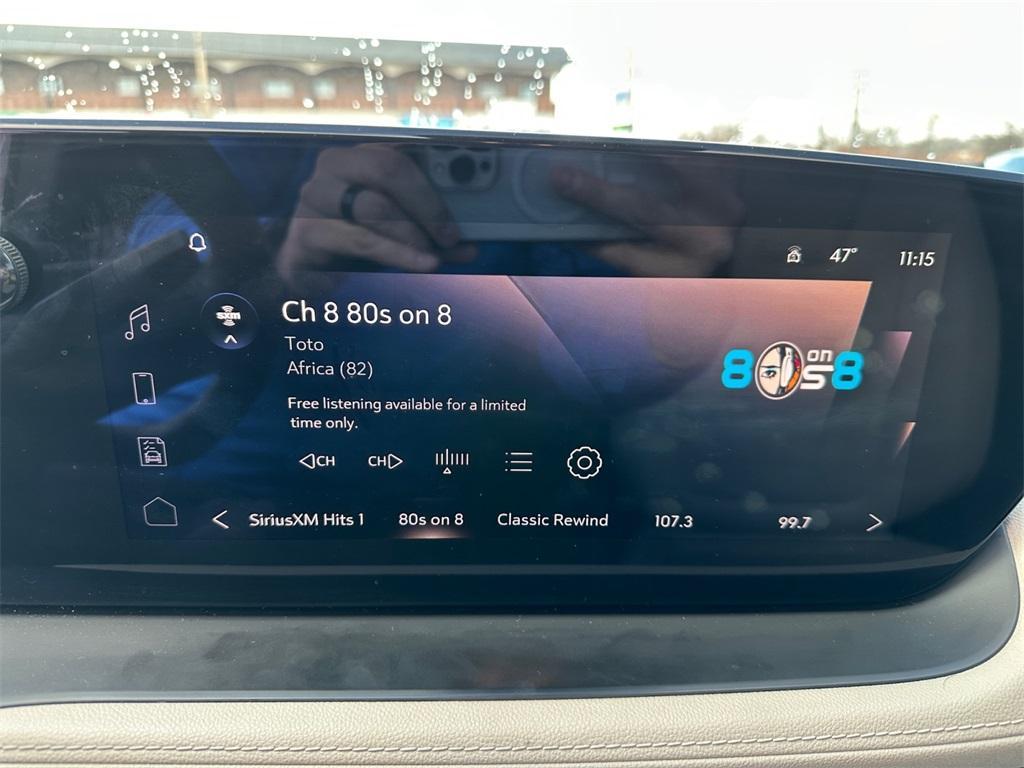 47° 11:15
sxm
Ch 8 80s on 8
Toto
Africa (82)
80s on 8
Free listening available for a limited
time only.
CH CH
SiriusXM Hits 1 80s on 8 Classic Rewind 107.3 99.7